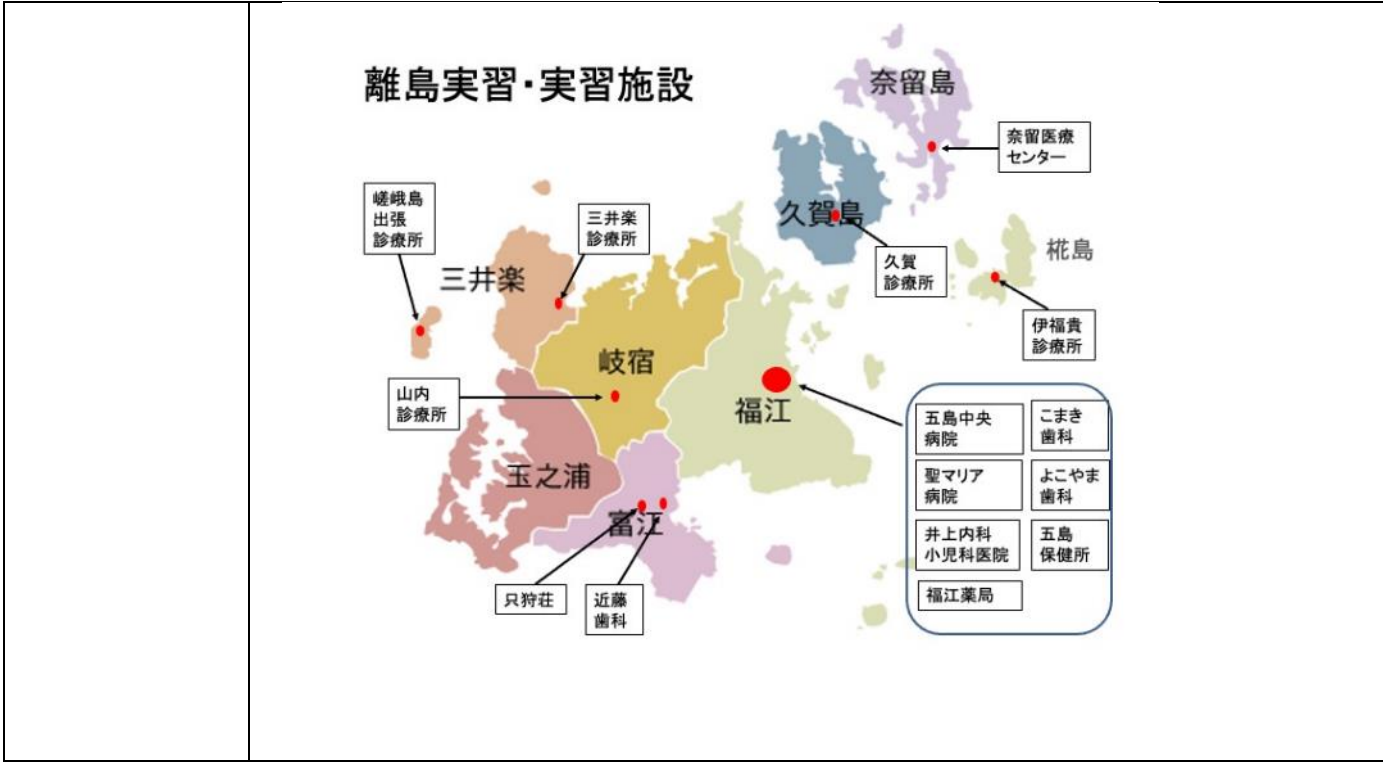 離島実習・実習施設
奈留島
奈留医療
センター
嵯峨島
出張
診療所
三井楽
診療所
久賀島
久賀
診療所
椛島
三井楽
伊福貴
診療所
岐宿
山内
診療所
福江
五島中央
病院
こまき
歯科
聖マリア
病院
よこやま
歯科
井上内科
小児科医院
五島
保健所
福江薬局
玉之浦
富江
只狩荘
近藤
歯科